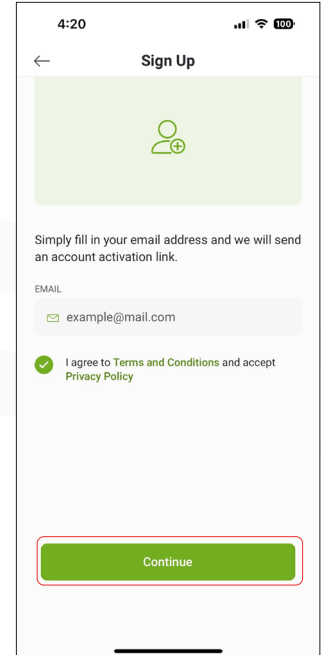 4:20
100
Sign Up
Simply fill in your email address and we will send
an account activation link.
EMAIL
example@mail.com
I agree to Terms and Conditions and accept
Privacy Policy
Continue